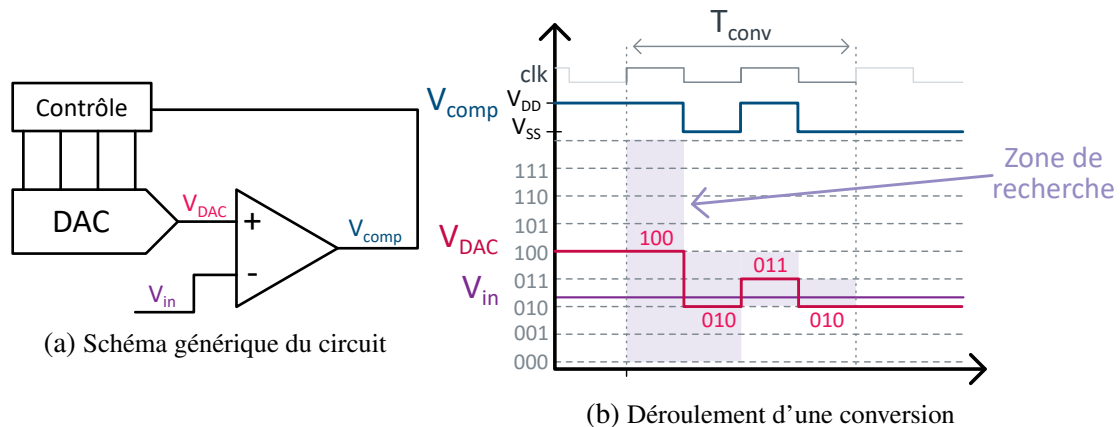 Contrôle
DAC
V_DAC
V_comp
V_in
+
-
(a) Schéma générique du circuit
T_conv
clk
V_comp
V_DD
V_SS
111
110
101
V_DAC
100
011
V_in
010
001
000
100
010
011
010
Zone de
recherche
(b) Déroulement d'une conversion